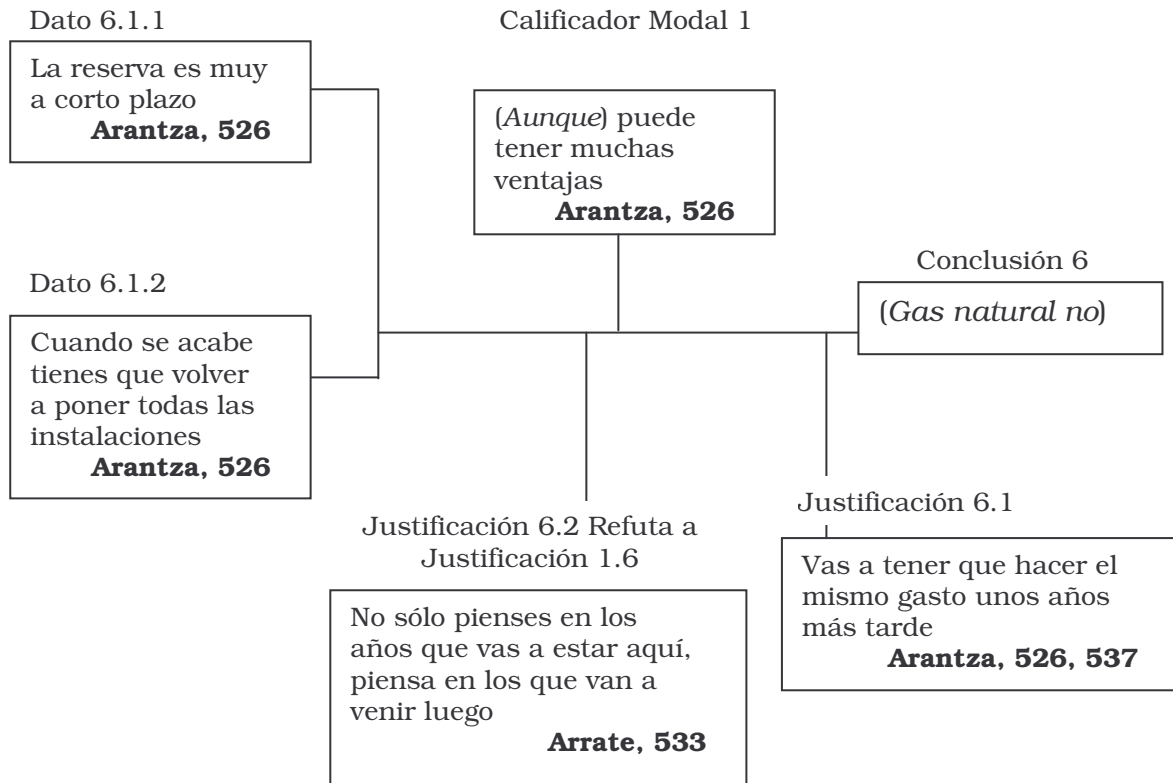 Dato 6.1.1
La reserva es muy
a corto plazo
Arantza, 526
Calificador Modal 1
(Aunque) puede
tener muchas
ventajas
Arantza, 526
Dato 6.1.2
Cuando se acabe
tienes que volver
a poner todas las
instalaciones
Arantza, 526
Conclusión 6
(Gas natural no)
Justificación 6.2 Refuta a
Justificación 1.6
No sólo pienses en los
años que vas a estar aquí,
piensa en los que van a
venir luego
Arrate, 533
Justificación 6.1
Vas a tener que hacer el
mismo gasto unos años
más tarde
Arantza, 526, 537